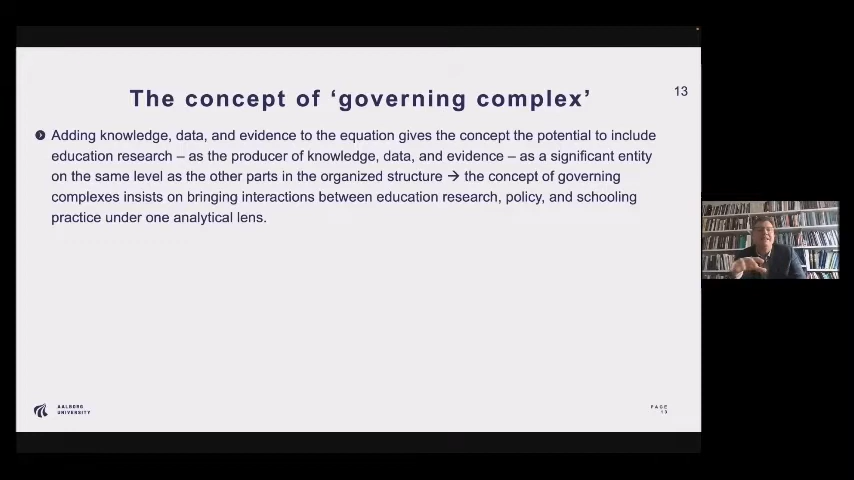 The concept of ‘governing complex’
13
Adding knowledge, data, and evidence to the equation gives the concept the potential to include
education research – as the producer of knowledge, data, and evidence – as a significant entity
on the same level as the other parts in the organized structure → the concept of governing
complexes insists on bringing interactions between education research, policy, and schooling
practice under one analytical lens.
AALBORG
UNIVERSITY
PAGE
13